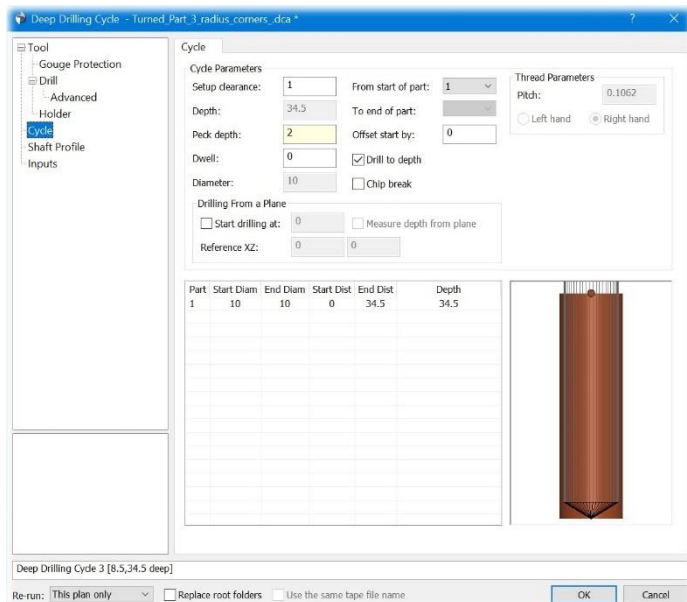 Deep Drilling Cycle - Turned_Part_3_radius_corners_.dca *
? X
Tool
Gouge Protection
Drill
Advanced
Holder
Cycle
Shaft Profile
Inputs
Cycle
Cycle Parameters
Setup clearance: 1 From start of part: 1
Depth: 34.5 To end of part:
Peck depth: 2 Offset start by: 0
Dwell: 0 Drill to depth
Diameter: 10 Chip break
Thread Parameters
Pitch: 0.1062
Left hand Right hand
Drilling From a Plane
Start drilling at: 0 Measure depth from plane
Reference XZ: 0 0
Part Start Diam End Diam Start Dist End Dist Depth
1 10 10 0 34.5 34.5
Deep Drilling Cycle 3 [8.5,34.5 deep]
Re-run: This plan only Replace root folders Use the same tape file name OK Cancel